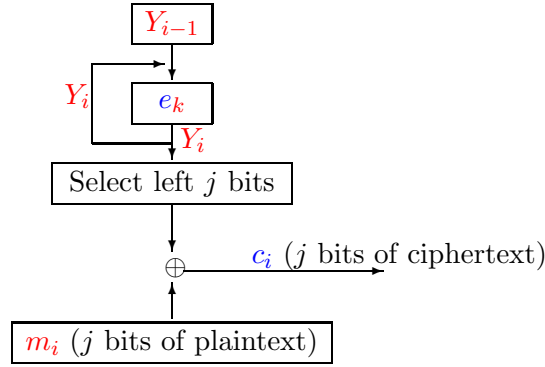 Y_{i−1}
Y_i
e_k
Y_i
Select left j bits
⊕
c_i (j bits of ciphertext)
m_i (j bits of plaintext)